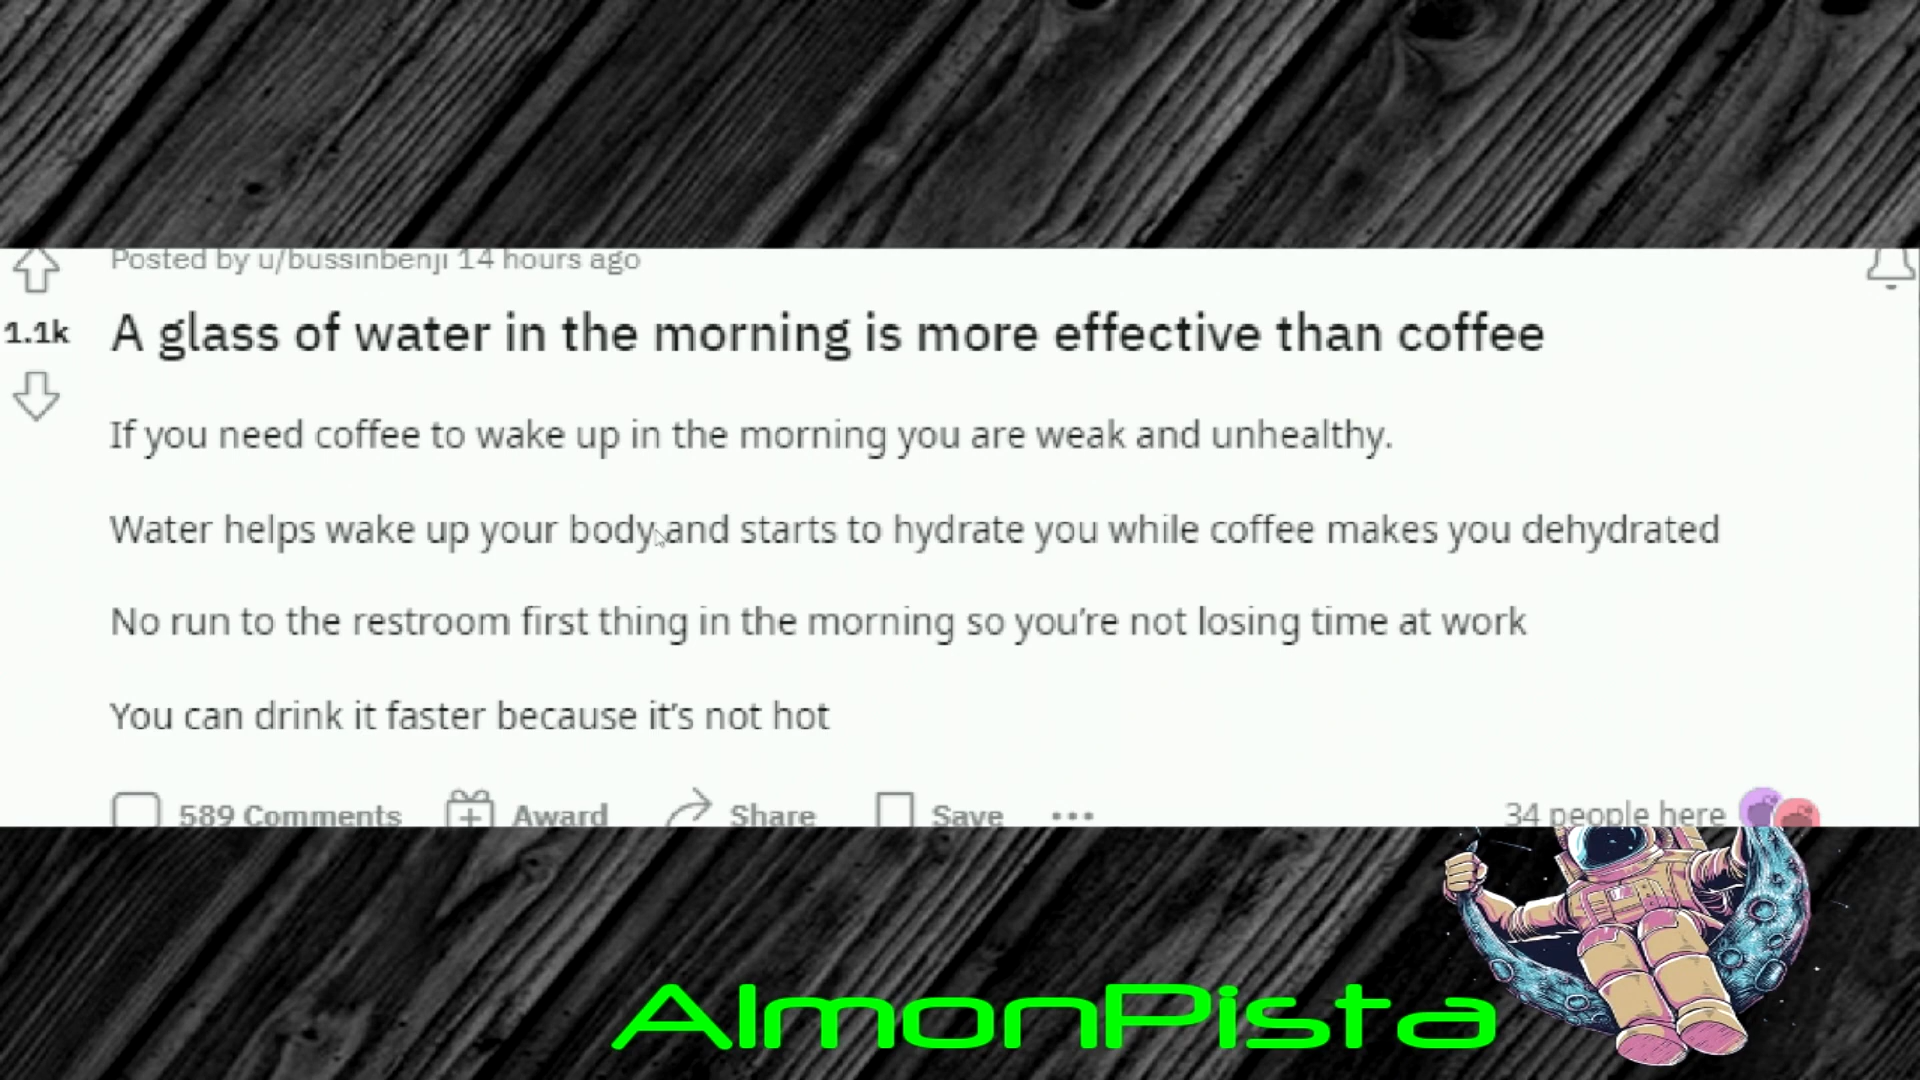 Posted by u/bussinbenji 14 hours ago
1.1k
A glass of water in the morning is more effective than coffee
If you need coffee to wake up in the morning you are weak and unhealthy.
Water helps wake up your body and starts to hydrate you while coffee makes you dehydrated
No run to the restroom first thing in the morning so you're not losing time at work
You can drink it faster because it's not hot
589 Comments Award Share Save ••• 34 people here
AlmonPista